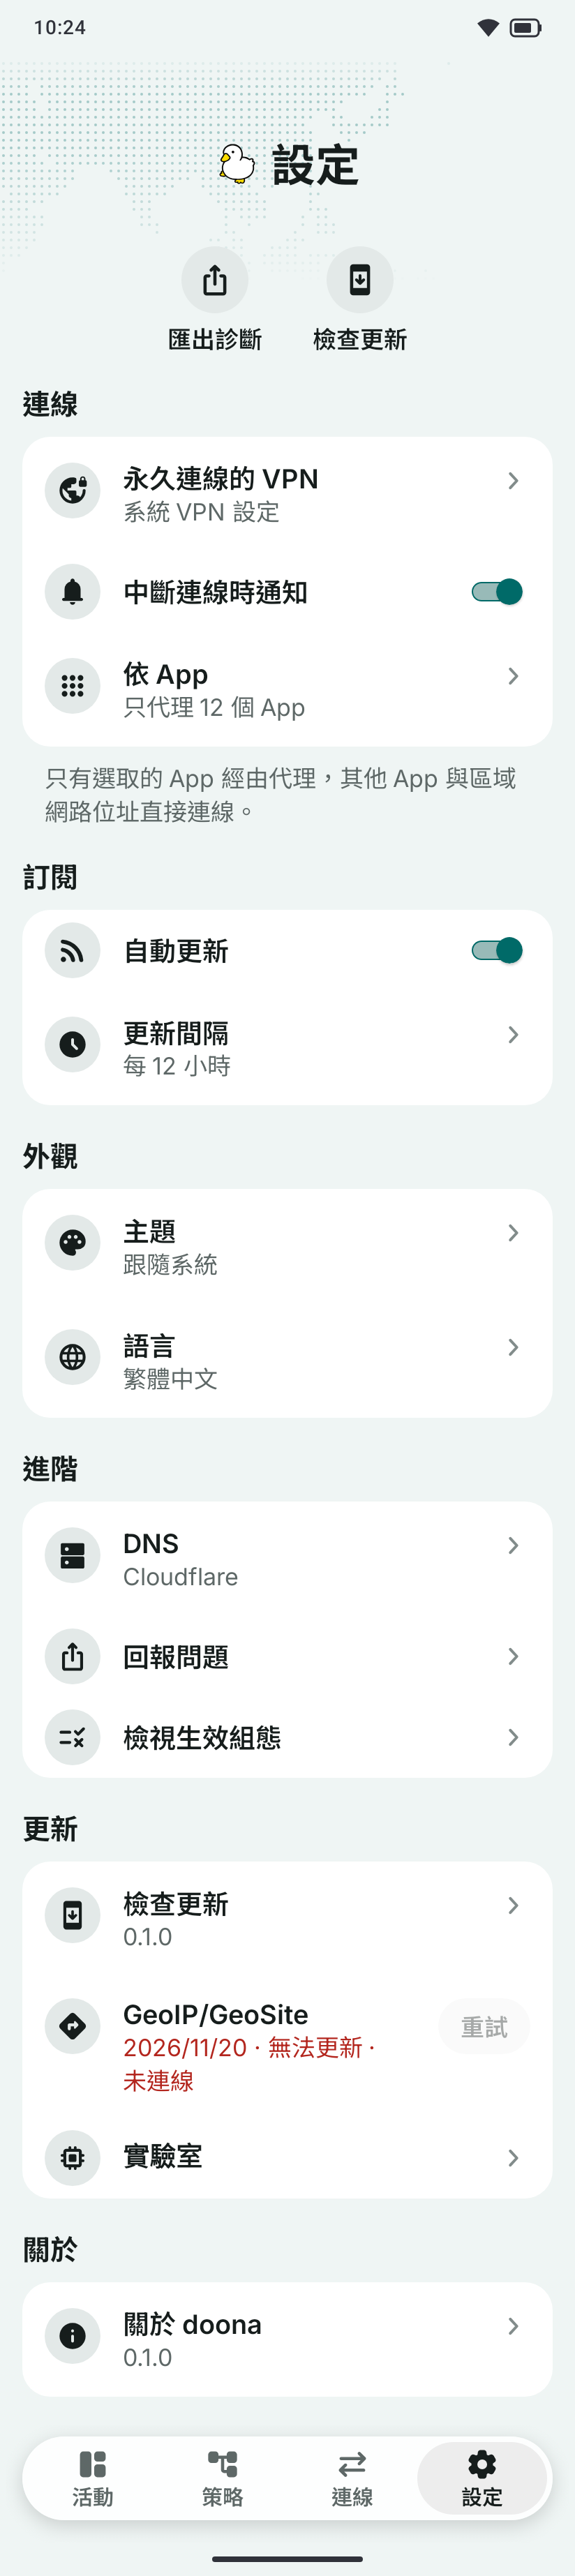 10:24
設定
匯出診斷
檢查更新
連線
永久連線的 VPN
系統 VPN 設定
中斷連線時通知
依 App
只代理 12 個 App
只有選取的 App 經由代理，其他 App 與區域
網路位址直接連線。
訂閱
自動更新
更新間隔
每 12 小時
外觀
主題
跟隨系統
語言
繁體中文
進階
DNS
Cloudflare
回報問題
檢視生效組態
更新
檢查更新
0.1.0
GeoIP/GeoSite
2026/11/20 · 無法更新 ·
未連線
重試
實驗室
關於
關於 doona
0.1.0
活動
策略
連線
設定